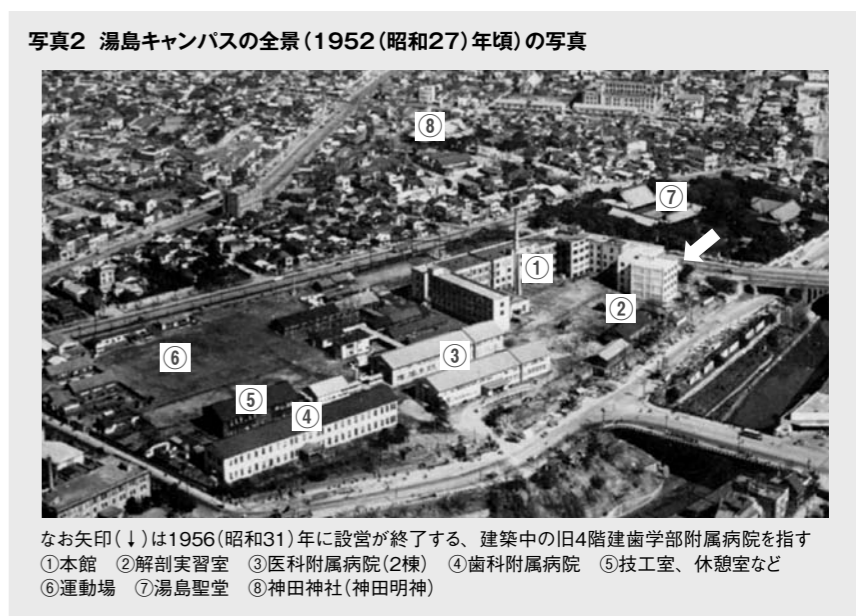 写真2 湯島キャンパスの全景(1952(昭和27)年頃)の写真
⑧
⑦
①
②
③
⑥
⑤
④
なお矢印(↓)は1956(昭和31)年に設営が終了する、建築中の旧4階建歯学部附属病院を指す
①本館 ②解剖実習室 ③医科附属病院(2棟) ④歯科附属病院 ⑤技工室、休憩室など
⑥運動場 ⑦湯島聖堂 ⑧神田神社(神田明神)